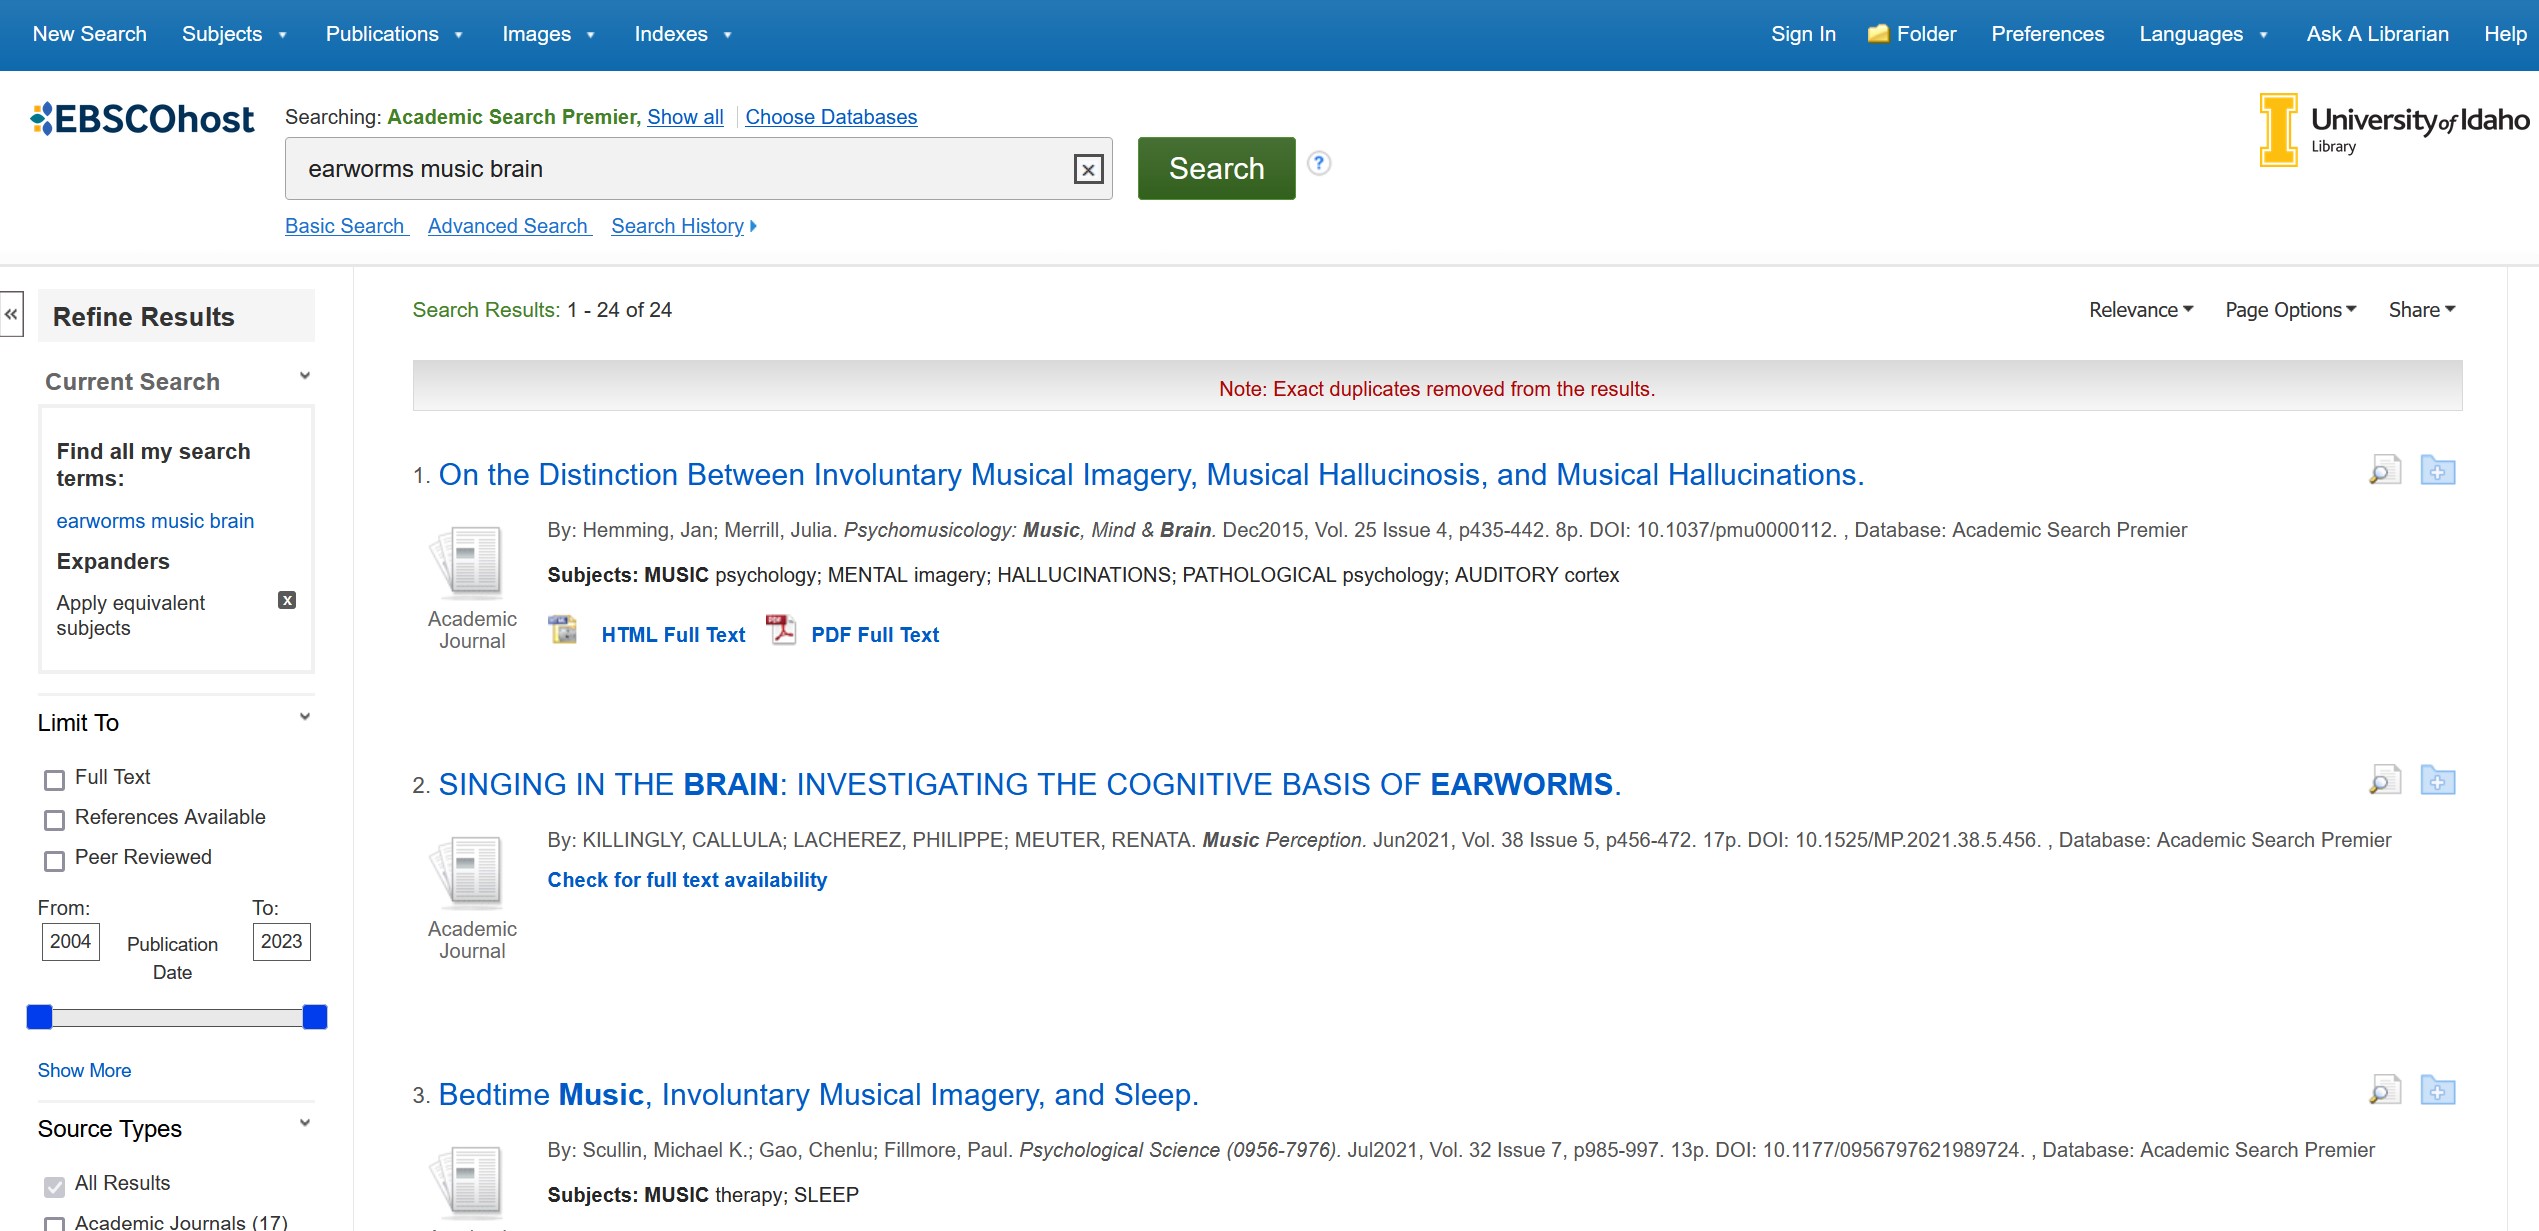 New Search Subjects Publications Images Indexes Sign In Folder Preferences Languages Ask A Librarian Help
EBSCOhost
Searching: Academic Search Premier, Show all Choose Databases
earworms music brain
Search
?
University of Idaho
Library
Basic Search Advanced Search Search History
«
Refine Results
Current Search
Find all my search
terms:
earworms music brain
Expanders
Apply equivalent
subjects
x
Limit To
Full Text
References Available
Peer Reviewed
From: To:
2004 Publication Date 2023
Show More
Source Types
All Results
Academic Journals (17)
Search Results: 1 - 24 of 24
Relevance Page Options Share
Note: Exact duplicates removed from the results.
1. On the Distinction Between Involuntary Musical Imagery, Musical Hallucinosis, and Musical Hallucinations.
By: Hemming, Jan; Merrill, Julia. Psychomusicology: Music, Mind & Brain. Dec2015, Vol. 25 Issue 4, p435-442. 8p. DOI: 10.1037/pmu0000112. , Database: Academic Search Premier
Subjects: MUSIC psychology; MENTAL imagery; HALLUCINATIONS; PATHOLOGICAL psychology; AUDITORY cortex
Academic
Journal
HTML Full Text PDF Full Text
2. SINGING IN THE BRAIN: INVESTIGATING THE COGNITIVE BASIS OF EARWORMS.
By: KILLINGLY, CALLULA; LACHEREZ, PHILIPPE; MEUTER, RENATA. Music Perception. Jun2021, Vol. 38 Issue 5, p456-472. 17p. DOI: 10.1525/MP.2021.38.5.456. , Database: Academic Search Premier
Check for full text availability
Academic
Journal
3. Bedtime Music, Involuntary Musical Imagery, and Sleep.
By: Scullin, Michael K.; Gao, Chenlu; Fillmore, Paul. Psychological Science (0956-7976). Jul2021, Vol. 32 Issue 7, p985-997. 13p. DOI: 10.1177/0956797621989724. , Database: Academic Search Premier
Subjects: MUSIC therapy; SLEEP